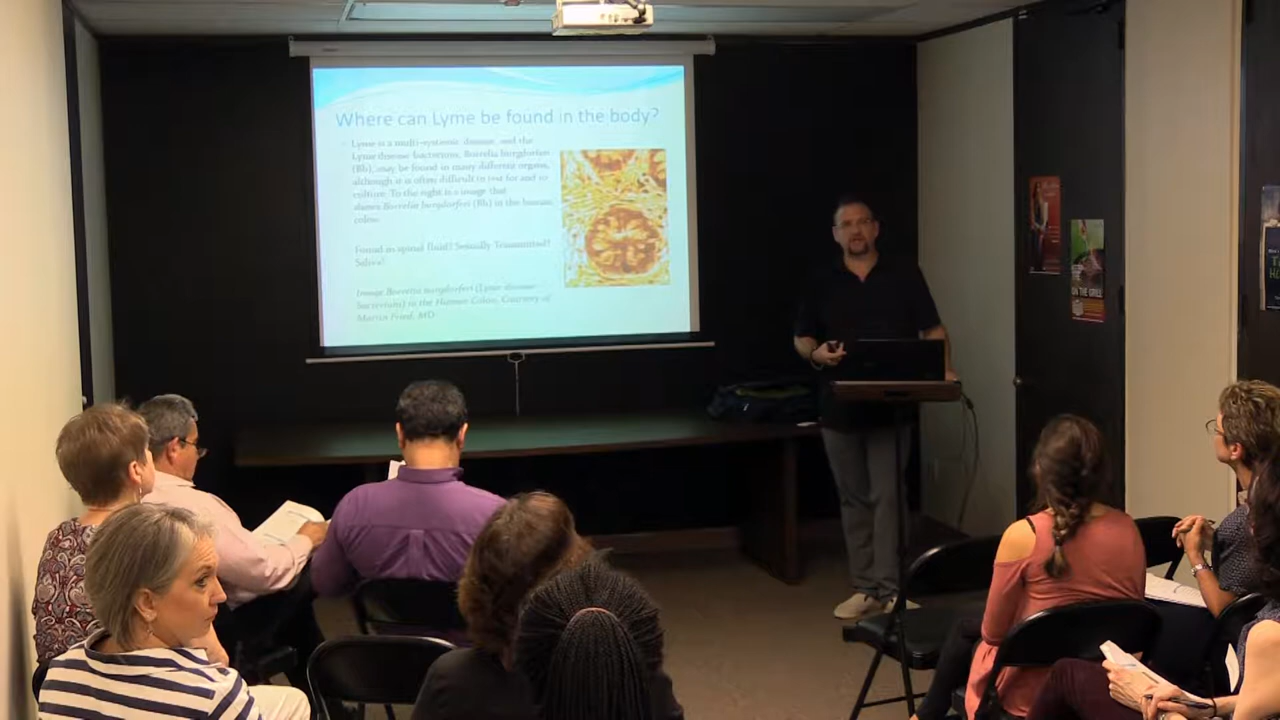 Where can Lyme be found in the body?
Lyme is a multi-systemic disease, and the
Lyme disease bacterium, Borrelia burgdorferi
(Bb), may be found in many different organs,
although it is often difficult to test for and to
culture. To the right is a image that
shows Borrelia burgdorferi (Bb) in the human
colon.
Found in spinal fluid? Sexually Transmitted?
Saliva?
Image Borrelia burgdorferi (Lyme disease
bacterium) in the Human Colon, Courtesy of
Martin Fried, MD
ON THE GRILL